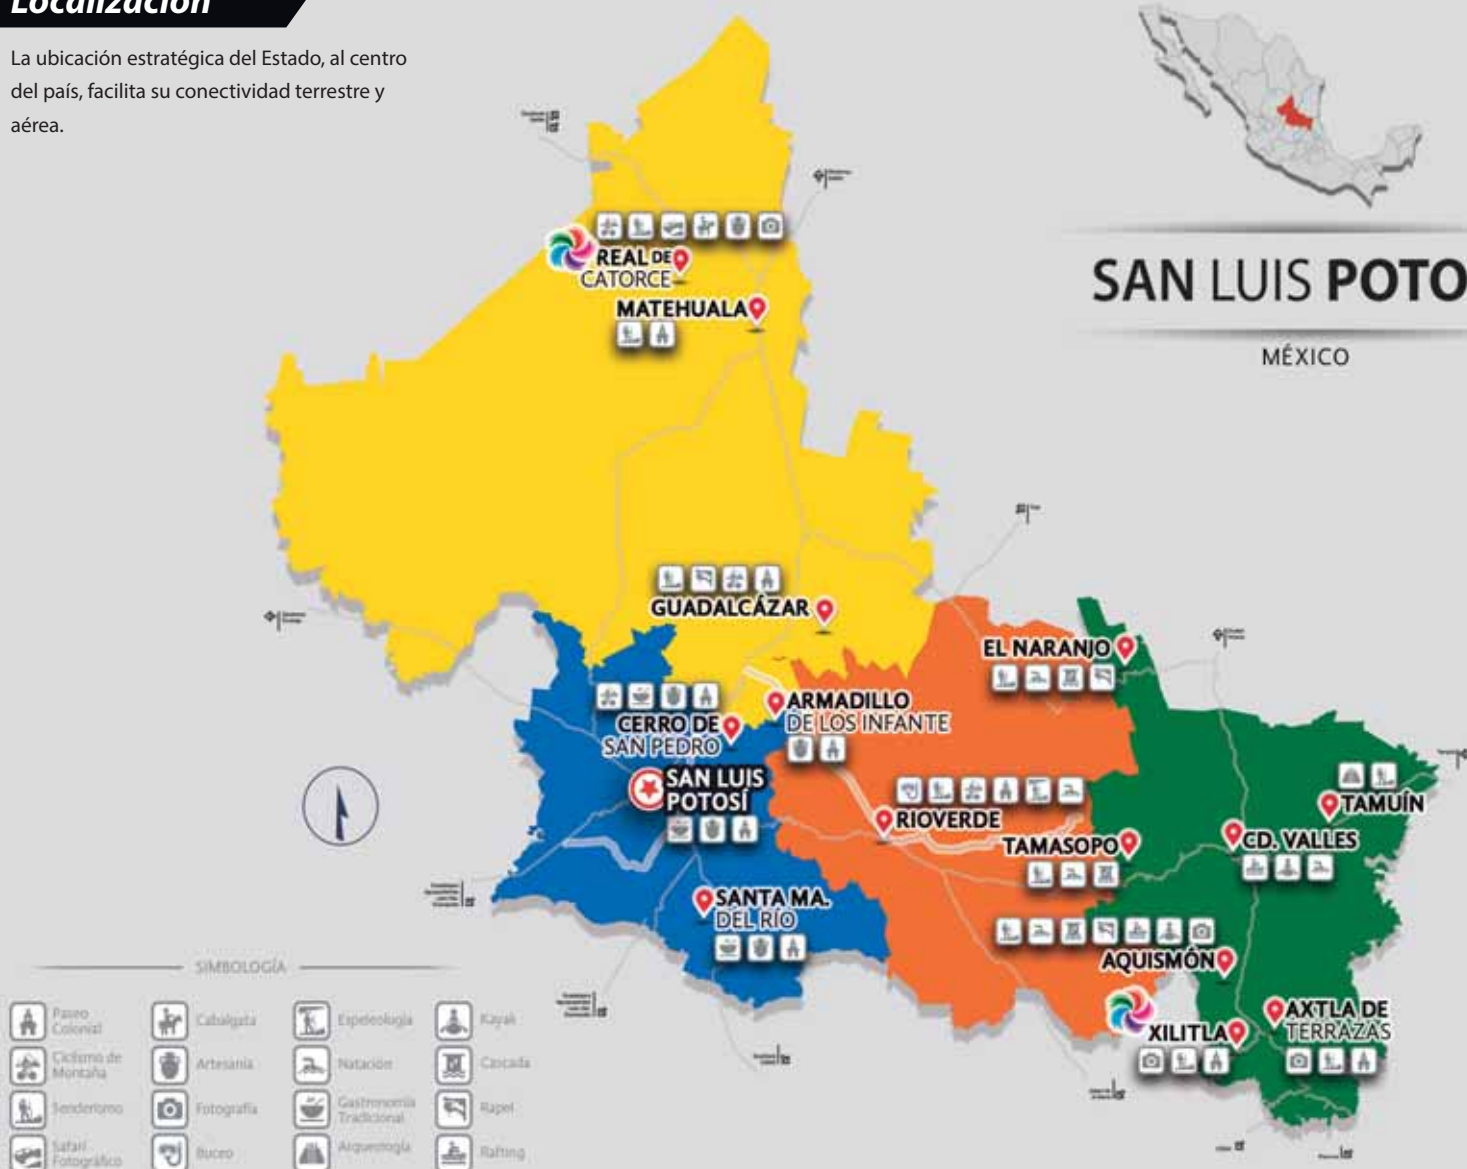 Localización
La ubicación estratégica del Estado, al centro
del país, facilita su conectividad terrestre y
aérea.
SAN LUIS POTO
MÉXICO
REAL DE
CATORCE
MATEHUALA
GUADALCÁZAR
EL NARANJO
ARMADILLO
DE LOS INFANTE
CERRO DE
SAN PEDRO
SAN LUIS
POTOSÍ
RIOVERDE
TAMUÍN
TAMASOPO
CD. VALLES
SANTA MA.
DEL RÍO
AQUISMÓN
AXTLA DE
TERRAZAS
XILITLA
SIMBOLOGÍA
Paseo
Colonial
Cabalgata
Espeleología
Kayak
Ciclismo de
Montaña
Artesanía
Natación
Cascada
Senderismo
Fotografía
Gastronomía
Tradicional
Rapel
Safari
Fotográfico
Buceo
Arqueología
Rafting